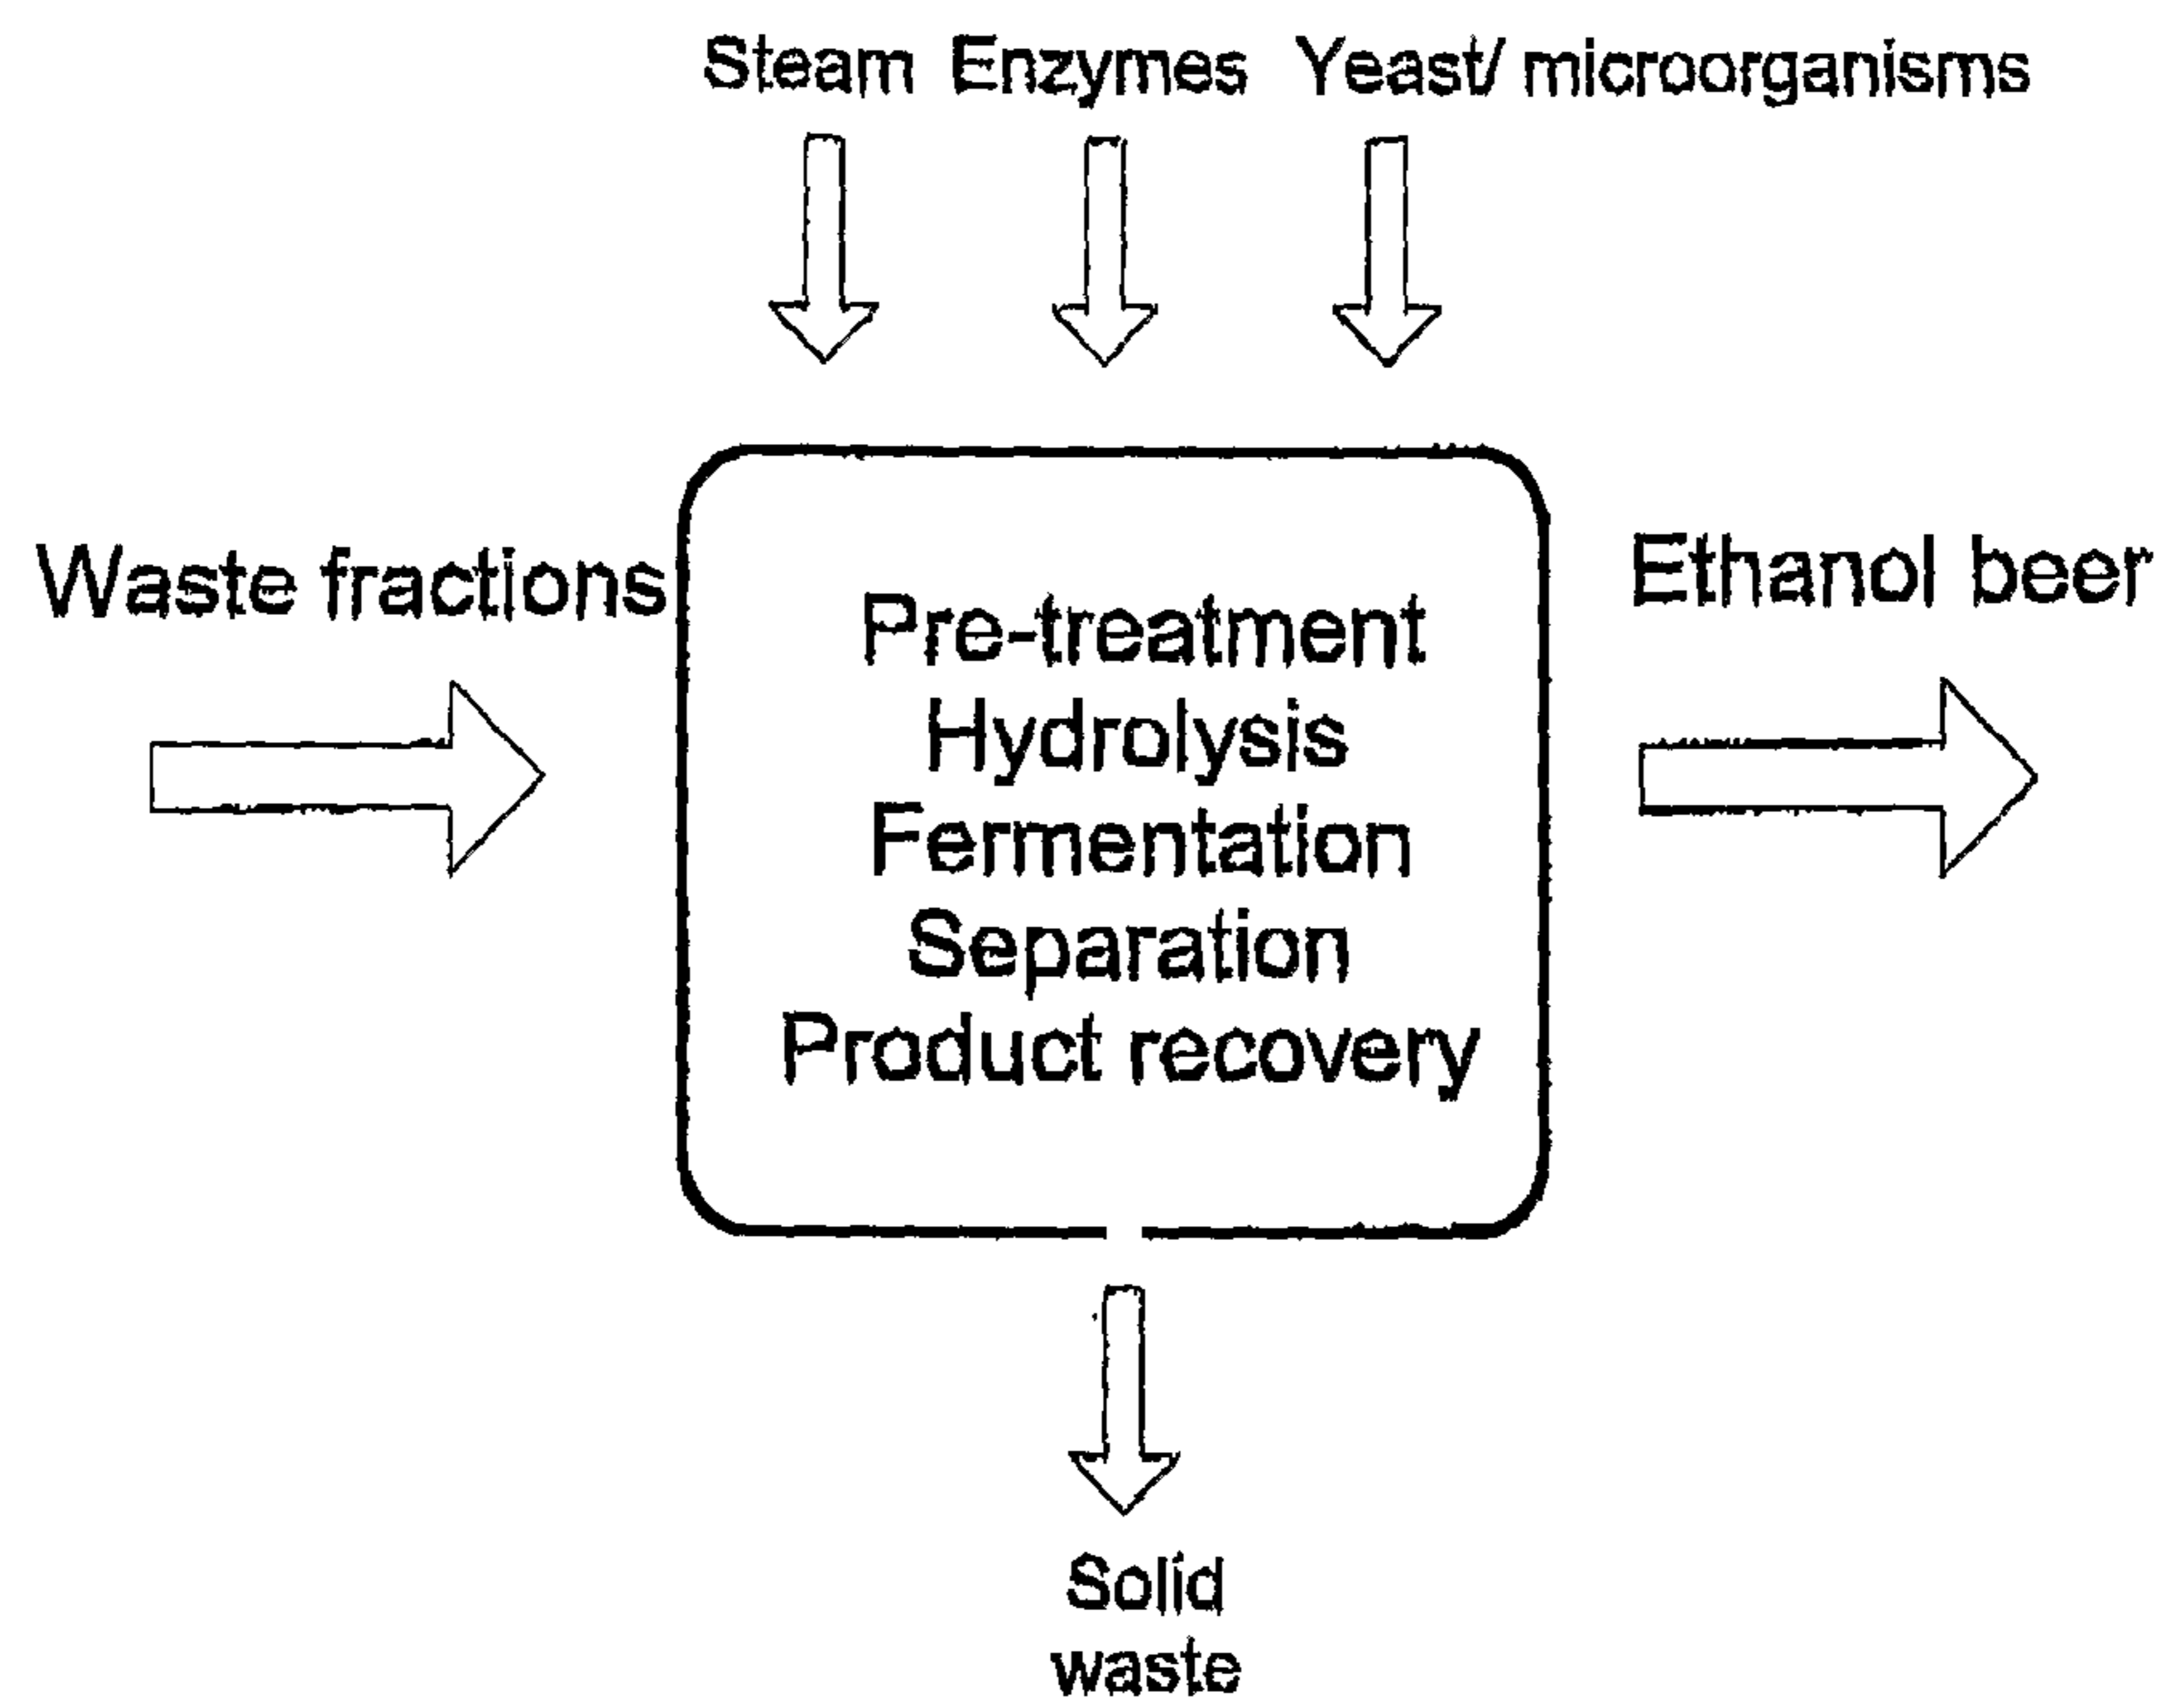 Steam Enzymes Yeast/ microorganisms
Waste fractions
Pre-treatment
Hydrolysis
Fermentation
Separation
Product recovery
Ethanol beer
Solid
waste